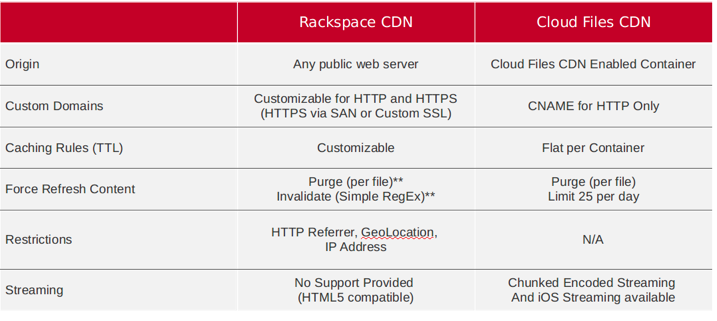 Rackspace CDN
Cloud Files CDN
Origin
Any public web server
Cloud Files CDN Enabled Container
Custom Domains
Customizable for HTTP and HTTPS
(HTTPS via SAN or Custom SSL)
CNAME for HTTP Only
Caching Rules (TTL)
Customizable
Flat per Container
Force Refresh Content
Purge (per file)**
Invalidate (Simple RegEx)**
Purge (per file)
Limit 25 per day
Restrictions
HTTP Referrer, GeoLocation,
IP Address
N/A
Streaming
No Support Provided
(HTML5 compatible)
Chunked Encoded Streaming
And iOS Streaming available